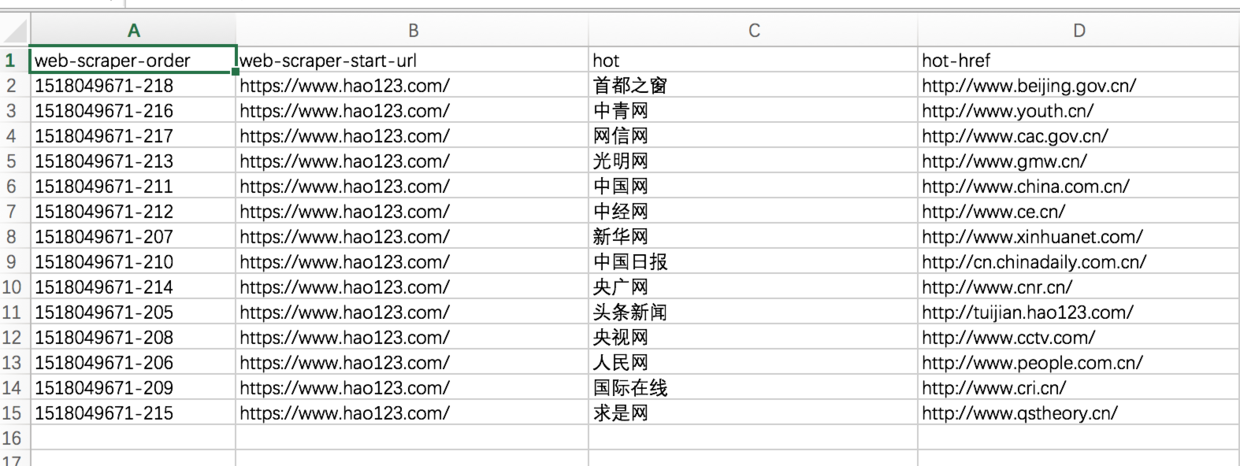 A B C D
1 web-scraper-order web-scraper-start-url hot hot-href
2 1518049671-218 https://www.hao123.com/ 首都之窗 http://www.beijing.gov.cn/
3 1518049671-216 https://www.hao123.com/ 中青网 http://www.youth.cn/
4 1518049671-217 https://www.hao123.com/ 网信网 http://www.cac.gov.cn/
5 1518049671-213 https://www.hao123.com/ 光明网 http://www.gmw.cn/
6 1518049671-211 https://www.hao123.com/ 中国网 http://www.china.com.cn/
7 1518049671-212 https://www.hao123.com/ 中经网 http://www.ce.cn/
8 1518049671-207 https://www.hao123.com/ 新华网 http://www.xinhuanet.com/
9 1518049671-210 https://www.hao123.com/ 中国日报 http://cn.chinadaily.com.cn/
10 1518049671-214 https://www.hao123.com/ 央广网 http://www.cnr.cn/
11 1518049671-205 https://www.hao123.com/ 头条新闻 http://tuijian.hao123.com/
12 1518049671-208 https://www.hao123.com/ 央视网 http://www.cctv.com/
13 1518049671-206 https://www.hao123.com/ 人民网 http://www.people.com.cn/
14 1518049671-209 https://www.hao123.com/ 国际在线 http://www.cri.cn/
15 1518049671-215 https://www.hao123.com/ 求是网 http://www.qstheory.cn/
16
17